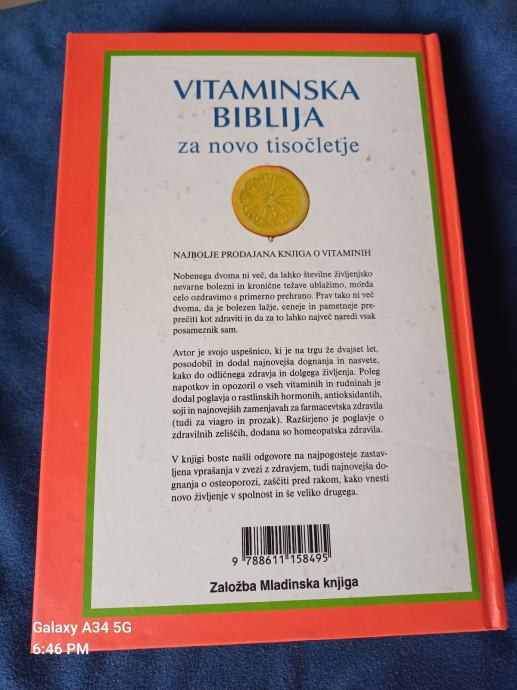 VITAMINSKA
BIBLIJA
za novo tisočletje
NAJBOLJE PRODAJANA KNJIGA O VITAMINIH
Nobenega dvoma ni več, da lahko številne življenjsko
nevarne bolezni in kronične težave ublažimo, morda
celo ozdravimo s primerno prehrano. Prav tako ni več
dvoma, da je bolezen lažje, ceneje in pametneje pre-
prečiti kot zdraviti in da za to lahko največ naredi vsak
posameznik sam.
Avtor je svojo uspešnico, ki je na trgu že dvajset let,
posodobil in dodal najnovejša dognanja in nasvete,
kako do odličnega zdravja in dolgega življenja. Poleg
napotkov in opozoril o vseh vitaminih in rudninah je
dodal poglavja o rastlinskih hormonih, antioksidantih,
soji in najnovejših zamenjavah za farmacevtska zdravila
(tudi za viagro in prozak). Razširjeno je poglavje o
zdravilnih zeliščih, dodana so homeopatska zdravila.
V knjigi boste našli odgovore na najpogosteje zastav-
ljena vprašanja v zvezi z zdravjem, tudi najnovejša do-
gnanja o osteoporozi, zaščiti pred rakom, kako vnesti
novo življenje v spolnost in še veliko drugega.
9 788611 158495
Založba Mladinska knjiga
Galaxy A34 5G
6:46 PM